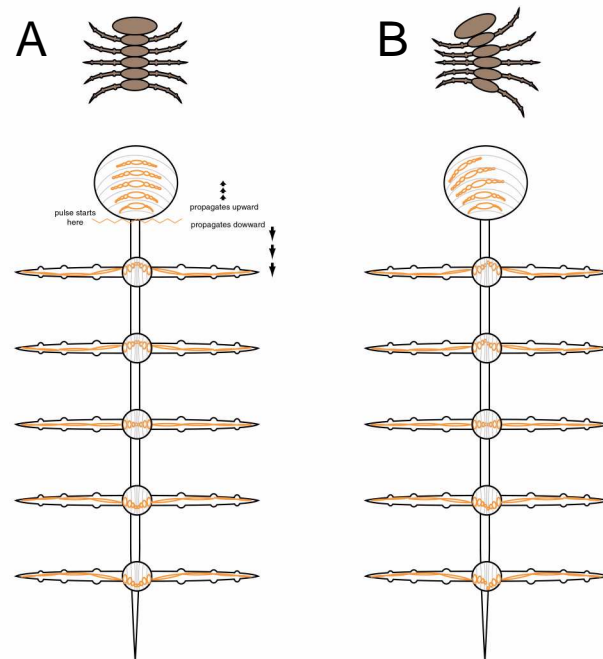 A
B
propagates upward
pulse starts
here
propagates dowward